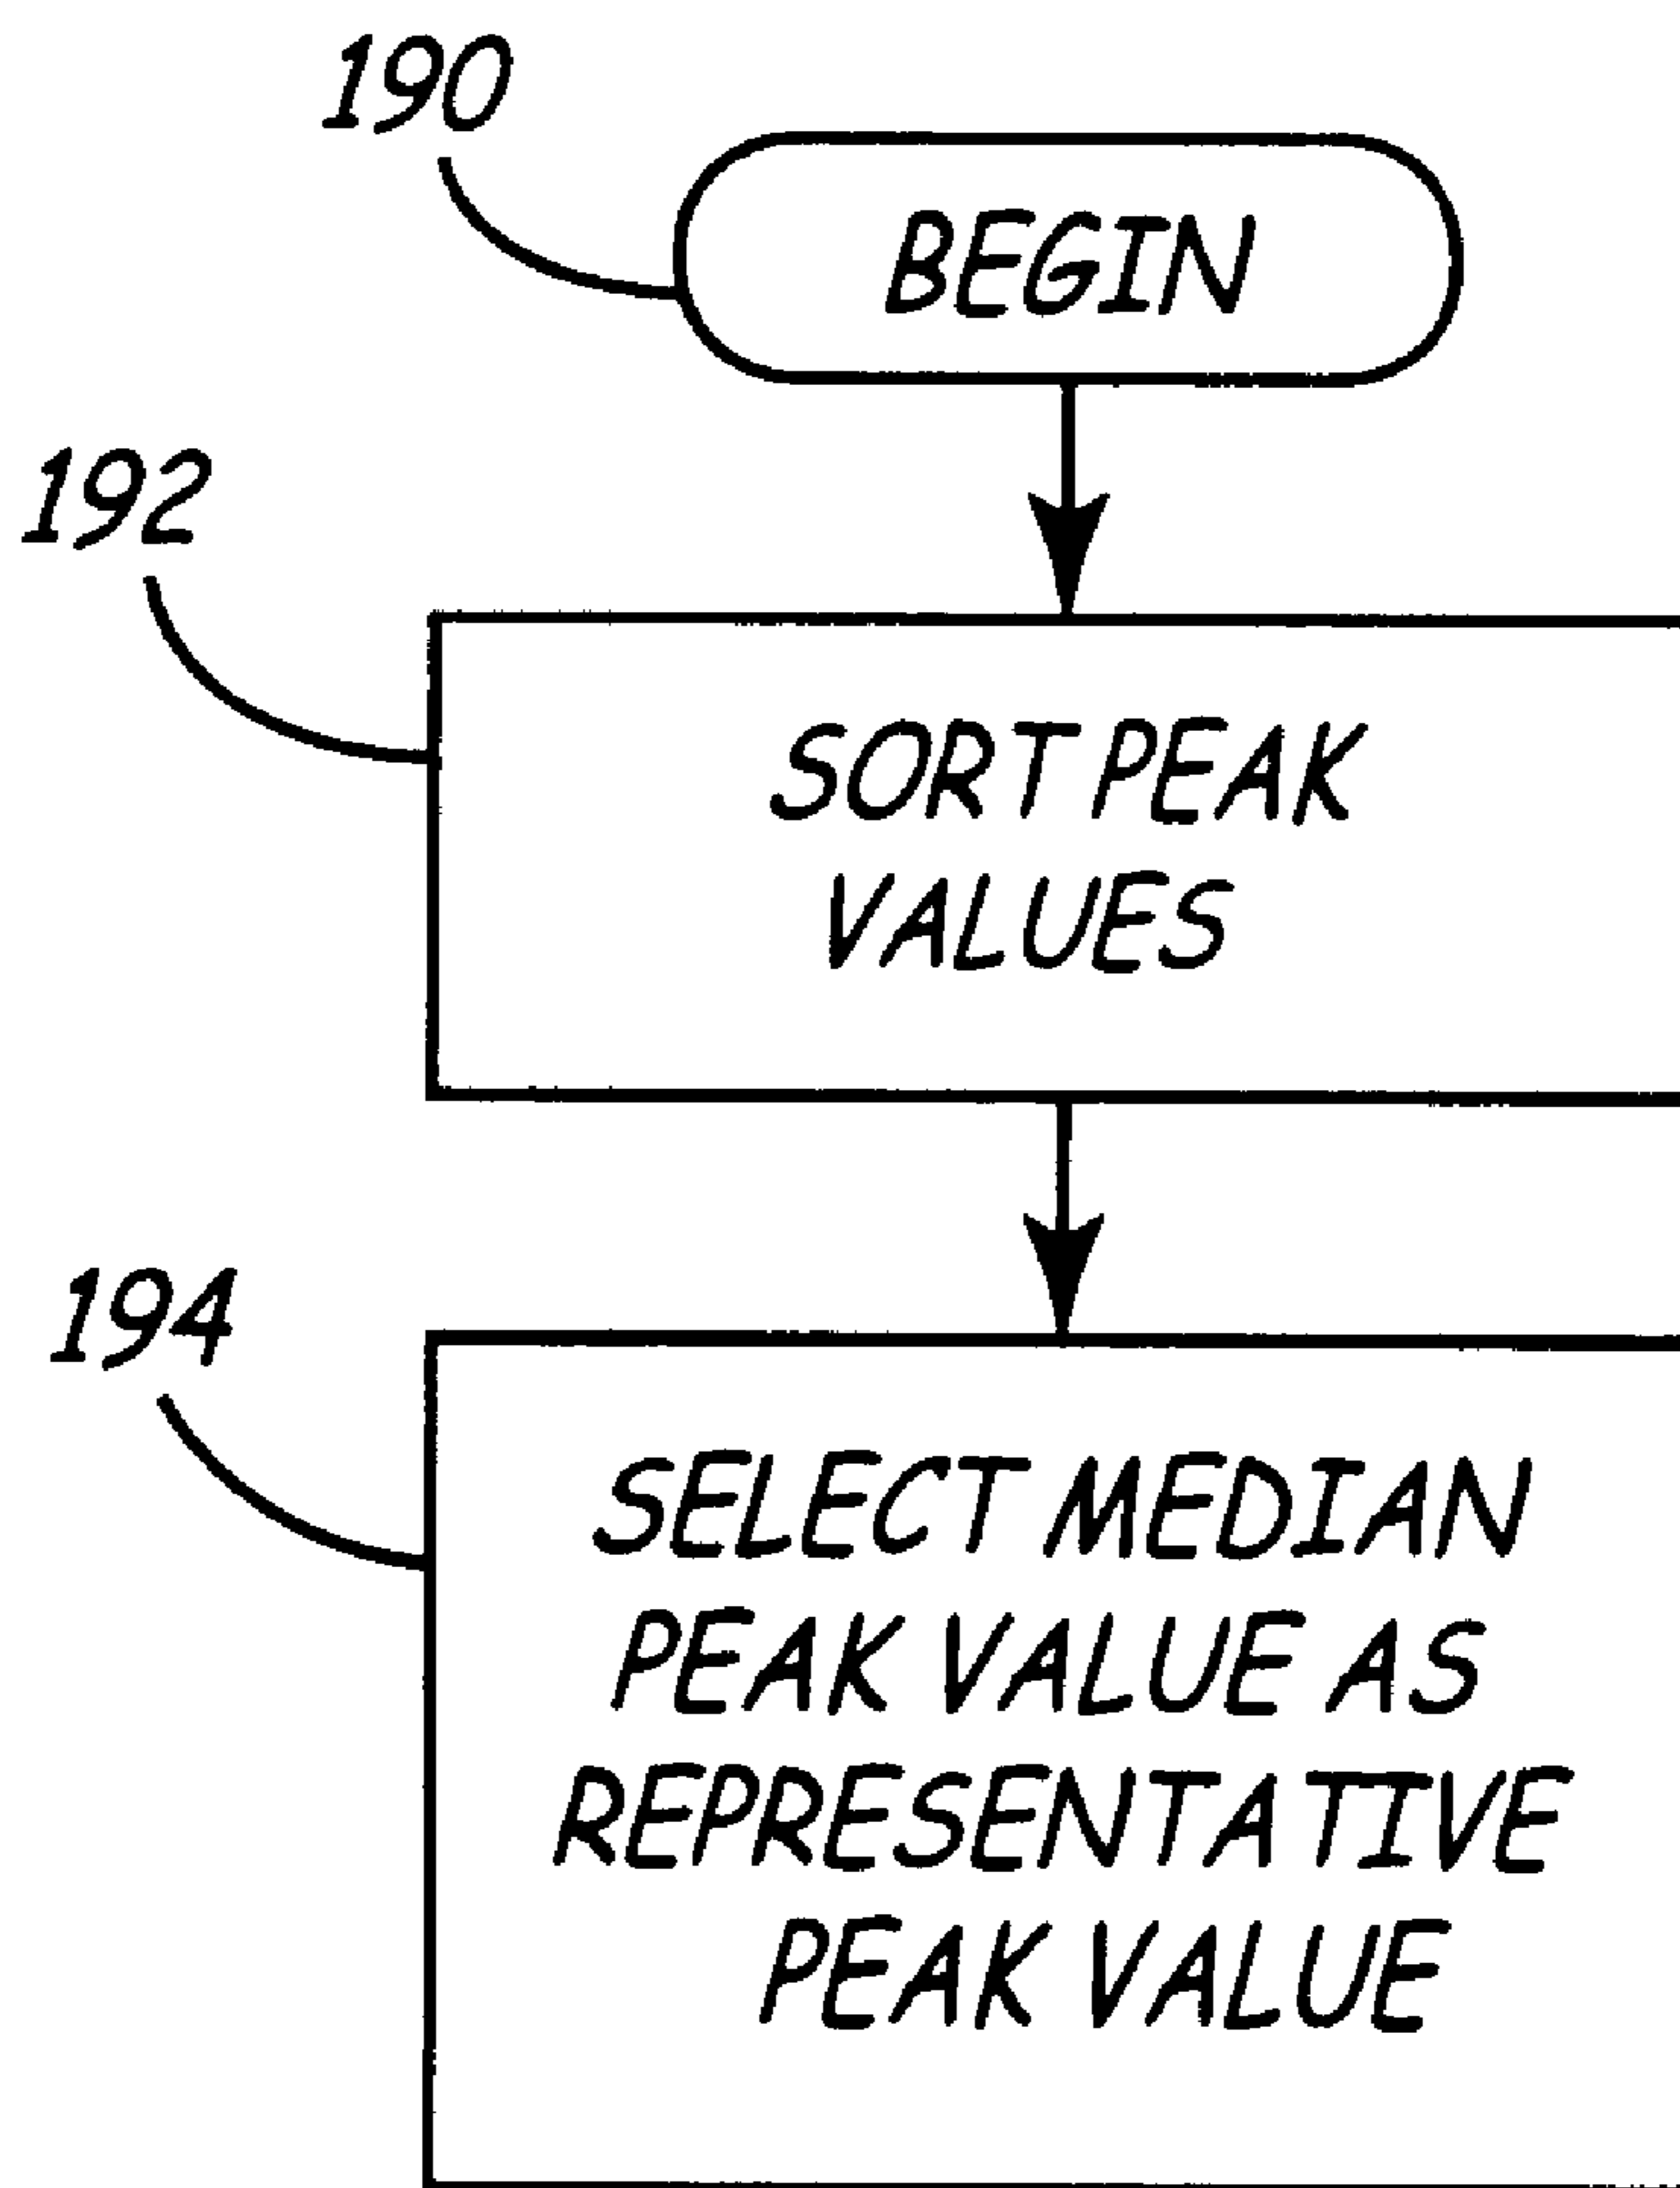 190
BEGIN
192
SORT PEAK
VALUES
194
SELECT MEDIAN
PEAK VALUE AS
REPRESENTATIVE
PEAK VALUE